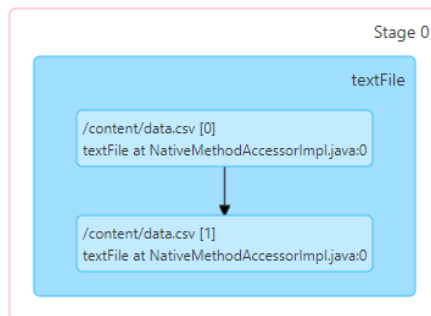 Stage 0
textFile
/content/data.csv [0]
textFile at NativeMethodAccessorImpl.java:0
/content/data.csv [1]
textFile at NativeMethodAccessorImpl.java:0